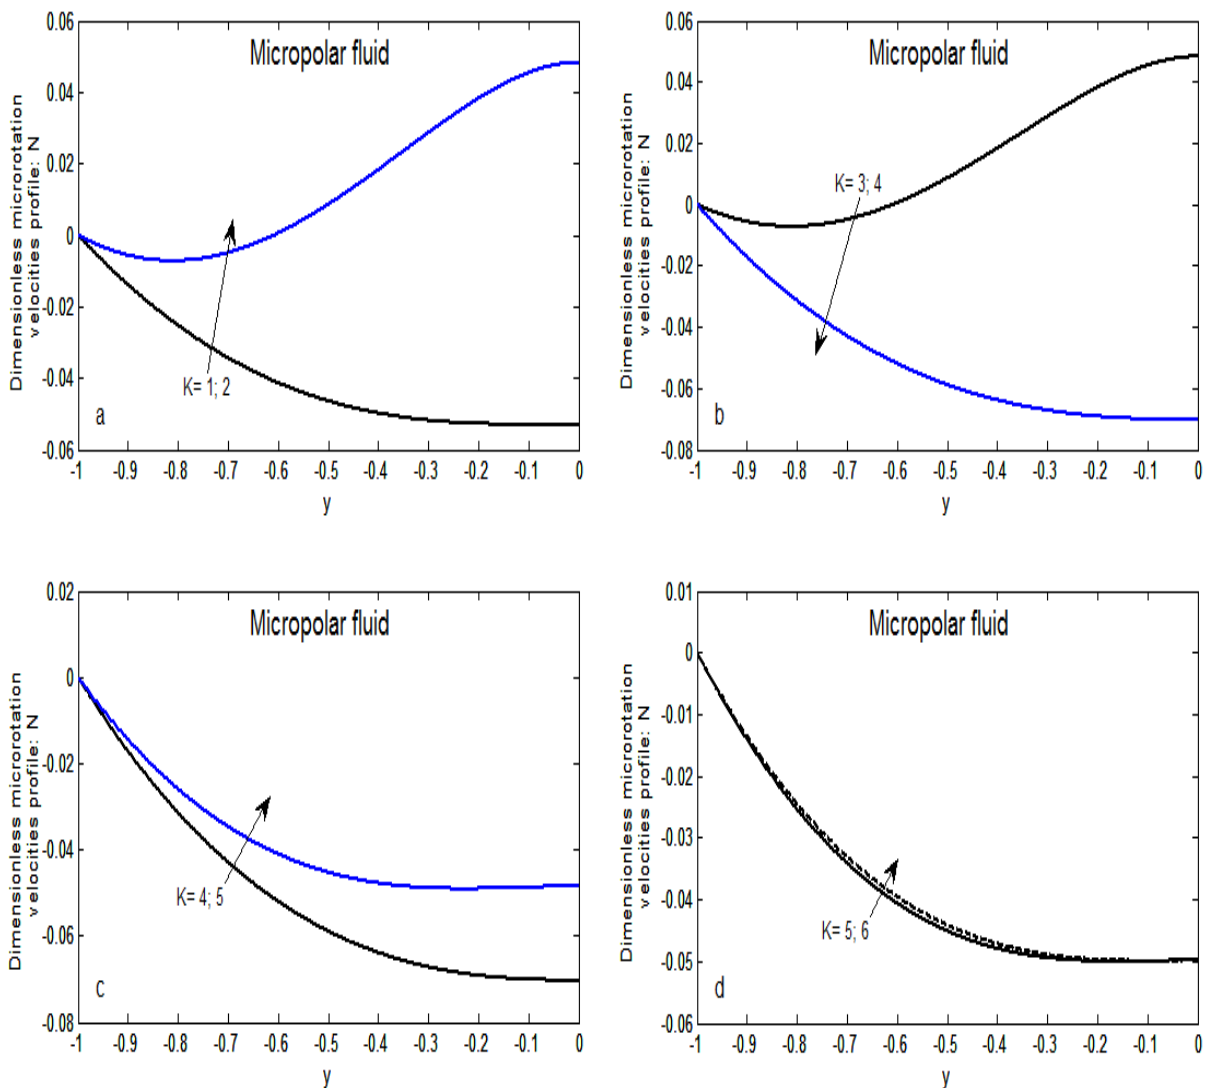 Micropolar fluid
Dimensionless microrotation
velocities profile: N
0.06
0.04
0.02
0
-0.02
-0.04
-0.06
K= 1; 2
a
-1 -0.9 -0.8 -0.7 -0.6 -0.5 -0.4 -0.3 -0.2 -0.1 0
y
Micropolar fluid
Dimensionless microrotation
velocities profile: N
0.06
0.04
0.02
0
-0.02
-0.04
-0.06
-0.08
K= 3; 4
b
-1 -0.9 -0.8 -0.7 -0.6 -0.5 -0.4 -0.3 -0.2 -0.1 0
y
Micropolar fluid
Dimensionless microrotation
velocities profile: N
0.02
0
-0.02
-0.04
-0.06
-0.08
K= 4; 5
c
-1 -0.9 -0.8 -0.7 -0.6 -0.5 -0.4 -0.3 -0.2 -0.1 0
y
Micropolar fluid
Dimensionless microrotation
velocities profile: N
0.01
0
-0.01
-0.02
-0.03
-0.04
-0.05
-0.06
K= 5; 6
d
-1 -0.9 -0.8 -0.7 -0.6 -0.5 -0.4 -0.3 -0.2 -0.1 0
y